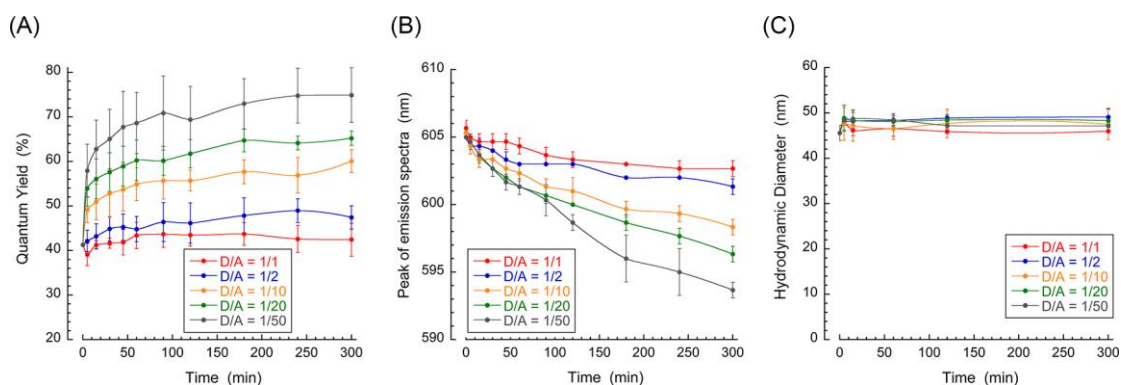 (A)
Quantum Yield (%)
80
70
60
50
40
30
20
D/A = 1/1
D/A = 1/2
D/A = 1/10
D/A = 1/20
D/A = 1/50
0 50 100 150 200 250 300
Time (min)
(B)
Peak of emission spectra (nm)
610
605
600
595
590
D/A = 1/1
D/A = 1/2
D/A = 1/10
D/A = 1/20
D/A = 1/50
0 50 100 150 200 250 300
Time (min)
(C)
Hydrodynamic Diameter (nm)
60
50
40
30
20
10
0
D/A = 1/1
D/A = 1/2
D/A = 1/10
D/A = 1/20
D/A = 1/50
0 50 100 150 200 250 300
Time (min)